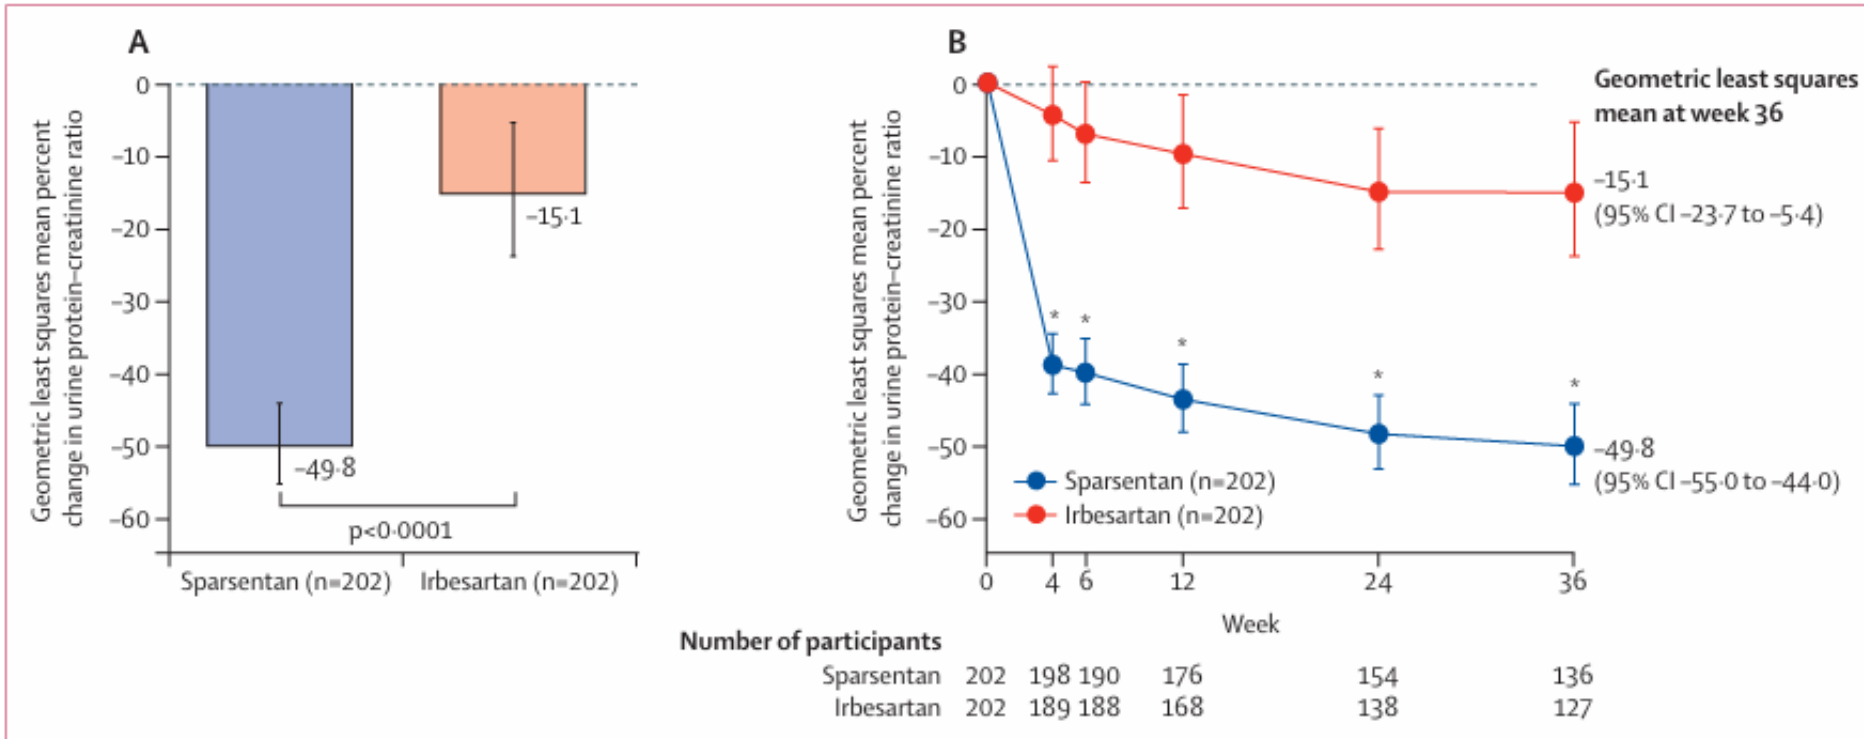 A
Geometric least squares mean percent
change in urine protein–creatinine ratio
0
–10
–20
–30
–40
–50
–60
–49·8
–15·1
p<0·0001
Sparsentan (n=202)
Irbesartan (n=202)
B
Geometric least squares mean percent
change in urine protein–creatinine ratio
0
–10
–20
–30
–40
–50
–60
* * * * *
Geometric least squares
mean at week 36
–15·1
(95% CI –23·7 to –5·4)
–49·8
(95% CI –55·0 to –44·0)
Sparsentan (n=202)
Irbesartan (n=202)
0 4 6 12 24 36
Week
Number of participants
Sparsentan 202 198 190 176 154 136
Irbesartan 202 189 188 168 138 127